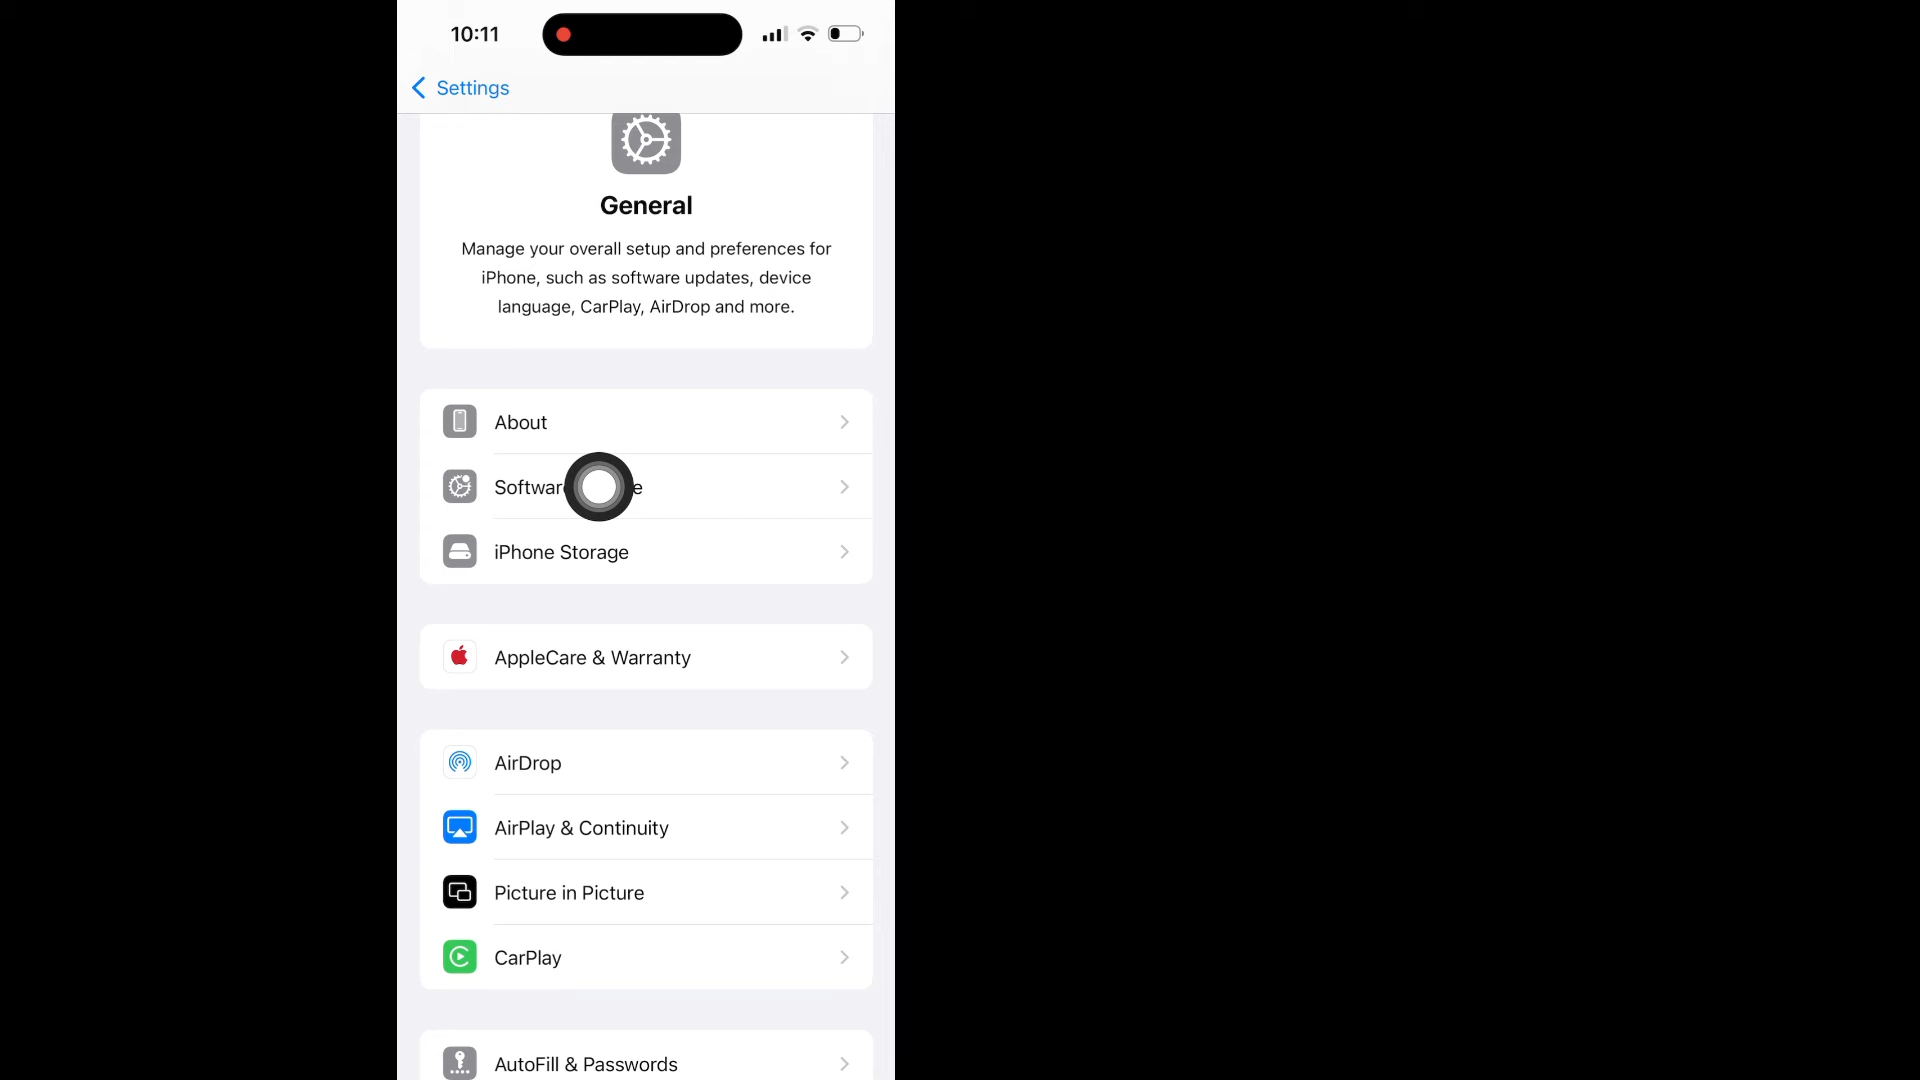 10:11
Settings
General
Manage your overall setup and preferences for
iPhone, such as software updates, device
language, CarPlay, AirDrop and more.
About
Software
iPhone Storage
AppleCare & Warranty
AirDrop
AirPlay & Continuity
Picture in Picture
CarPlay
AutoFill & Passwords